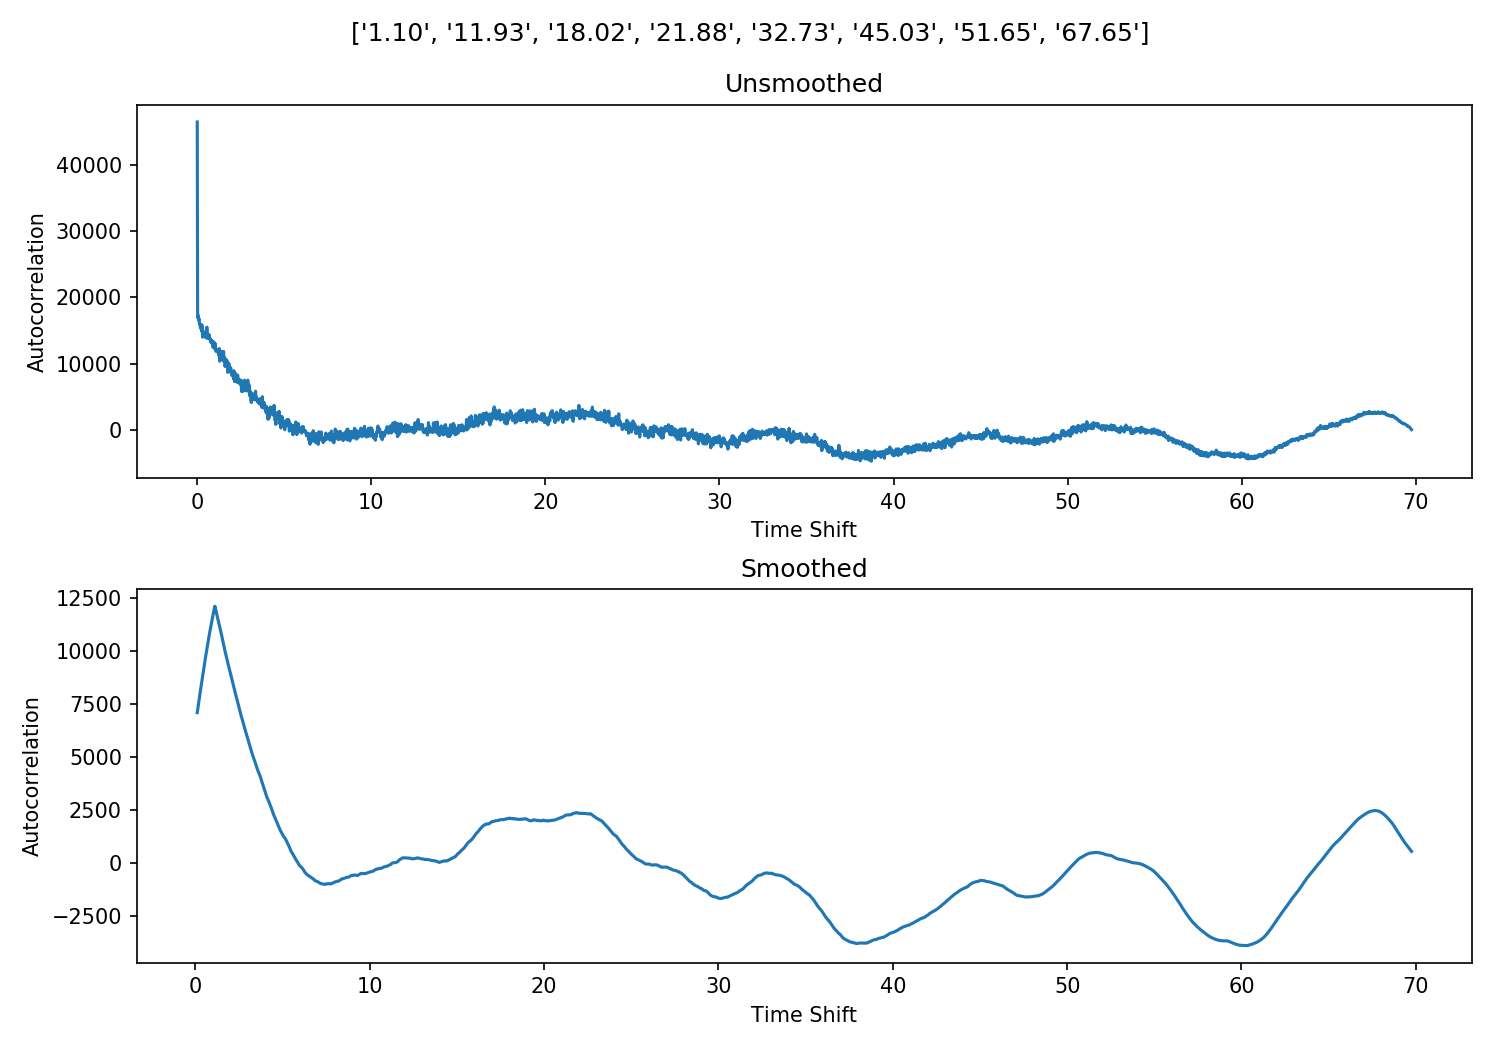 ['1.10', '11.93', '18.02', '21.88', '32.73', '45.03', '51.65', '67.65']
Unsmoothed
40000
30000
20000
10000
0
Autocorrelation
0 10 20 30 40 50 60 70
Time Shift
Smoothed
12500
10000
7500
5000
2500
0
−2500
Autocorrelation
0 10 20 30 40 50 60 70
Time Shift